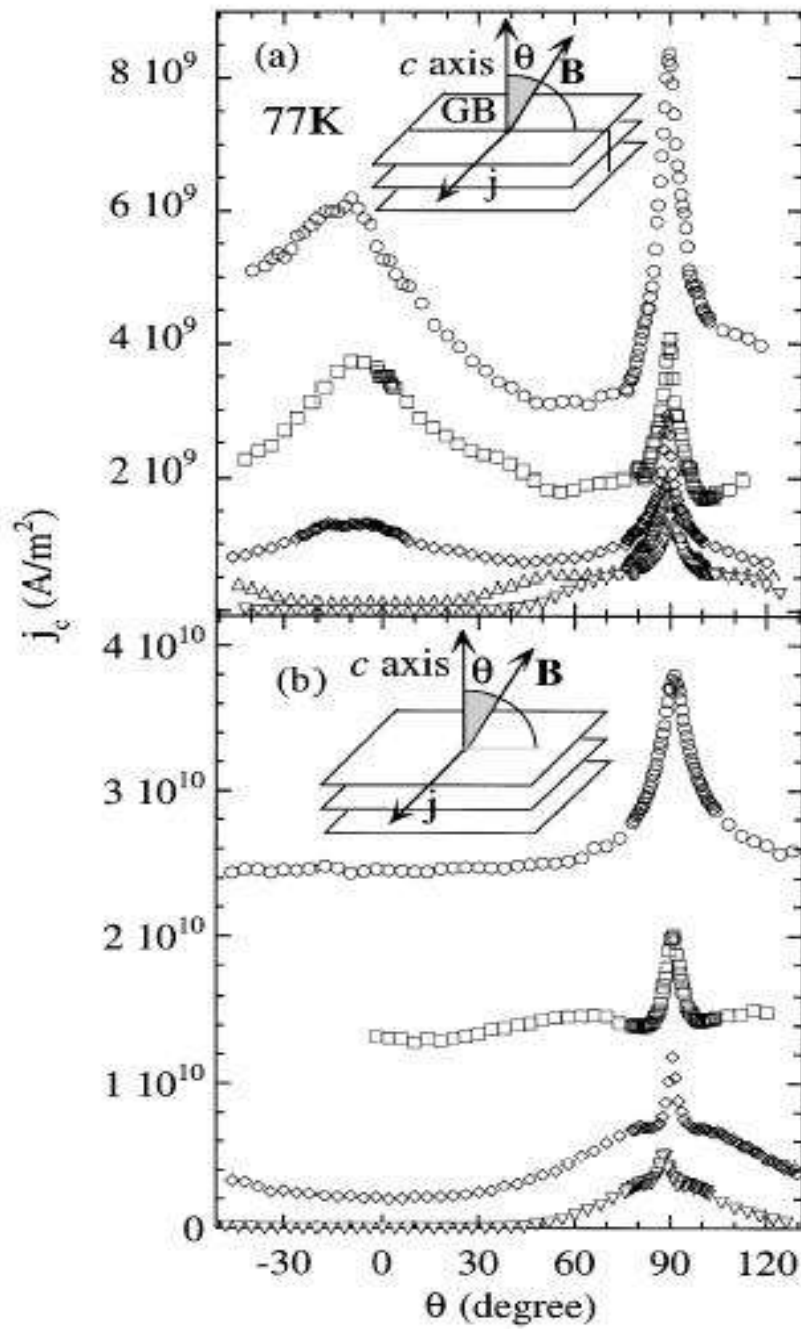 (a)
c axis
θ
B
GB
j
77K
8 10⁹
6 10⁹
4 10⁹
2 10⁹
j_c (A/m²)
(b)
c axis
θ
B
j
4 10¹⁰
3 10¹⁰
2 10¹⁰
1 10¹⁰
0
-30 0 30 60 90 120
θ (degree)